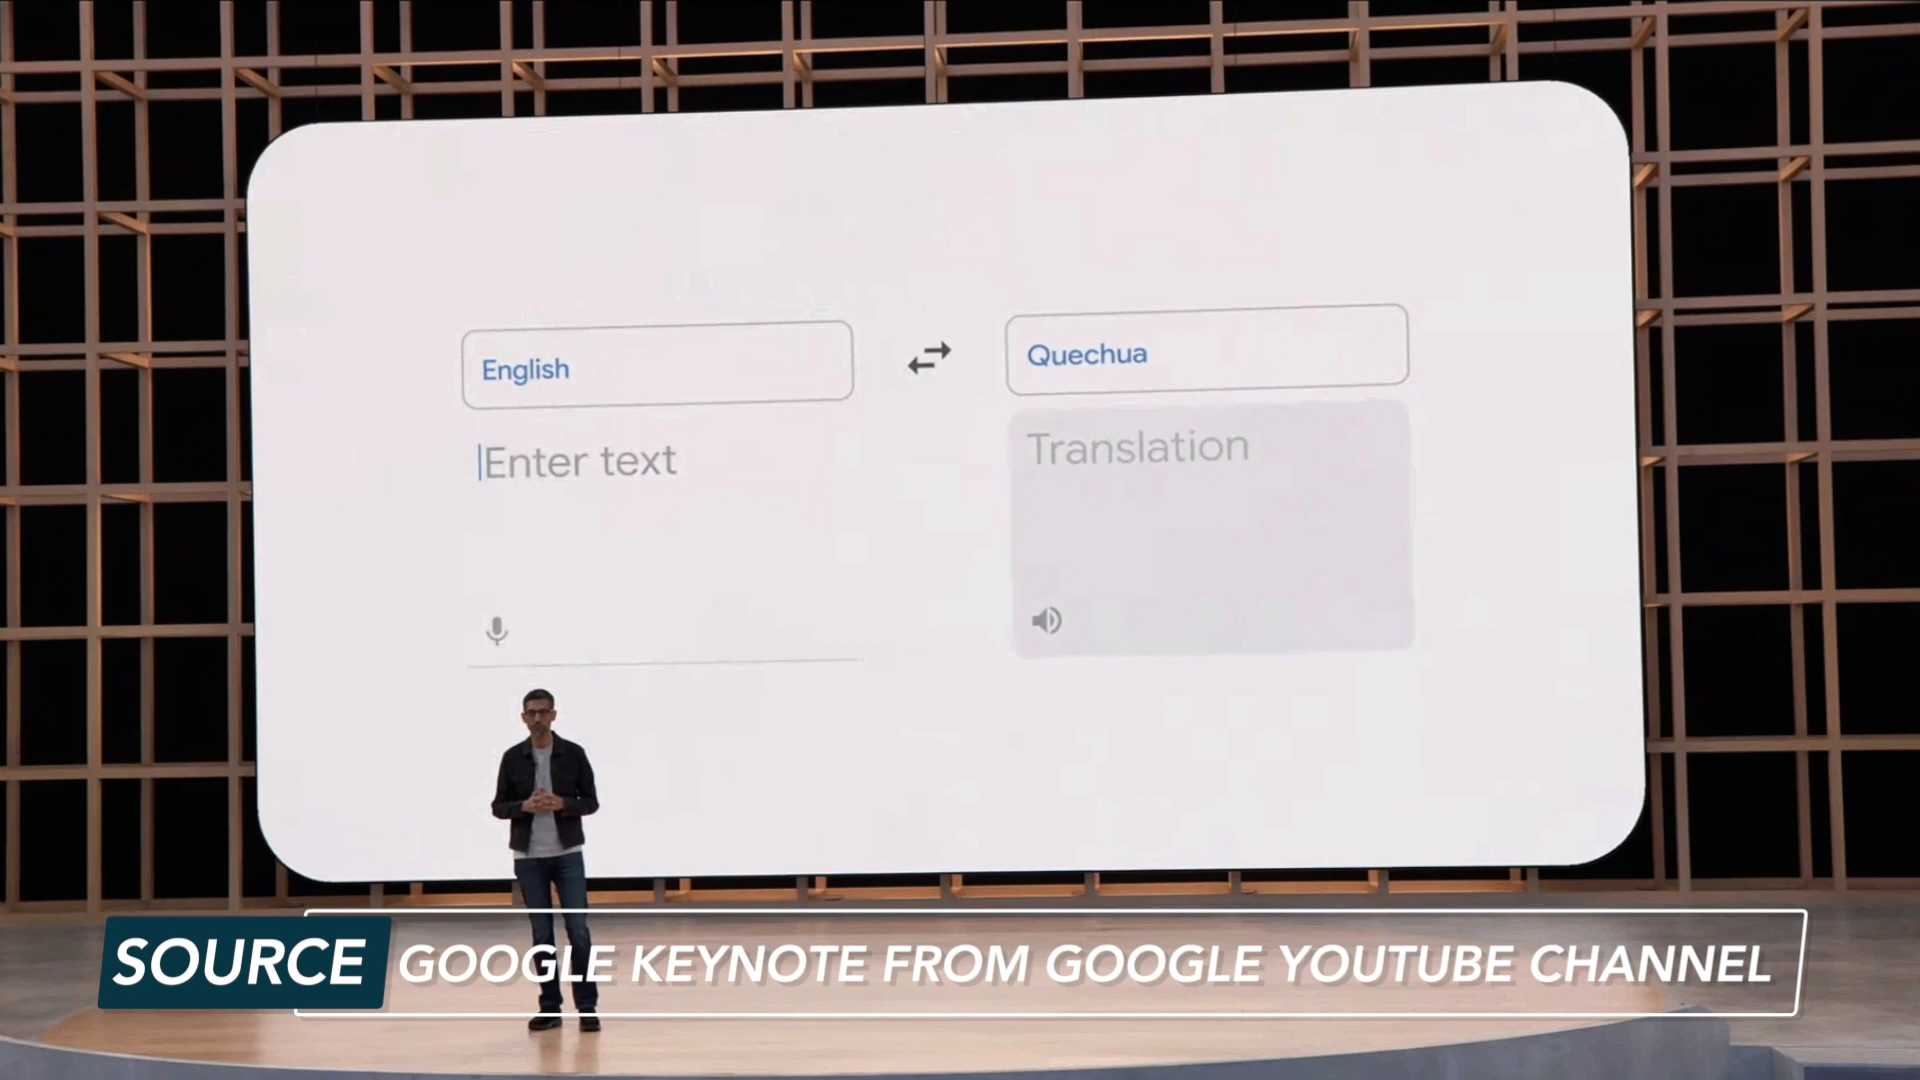 English
Quechua
Enter text
Translation
SOURCE
GOOGLE KEYNOTE FROM GOOGLE YOUTUBE CHANNEL